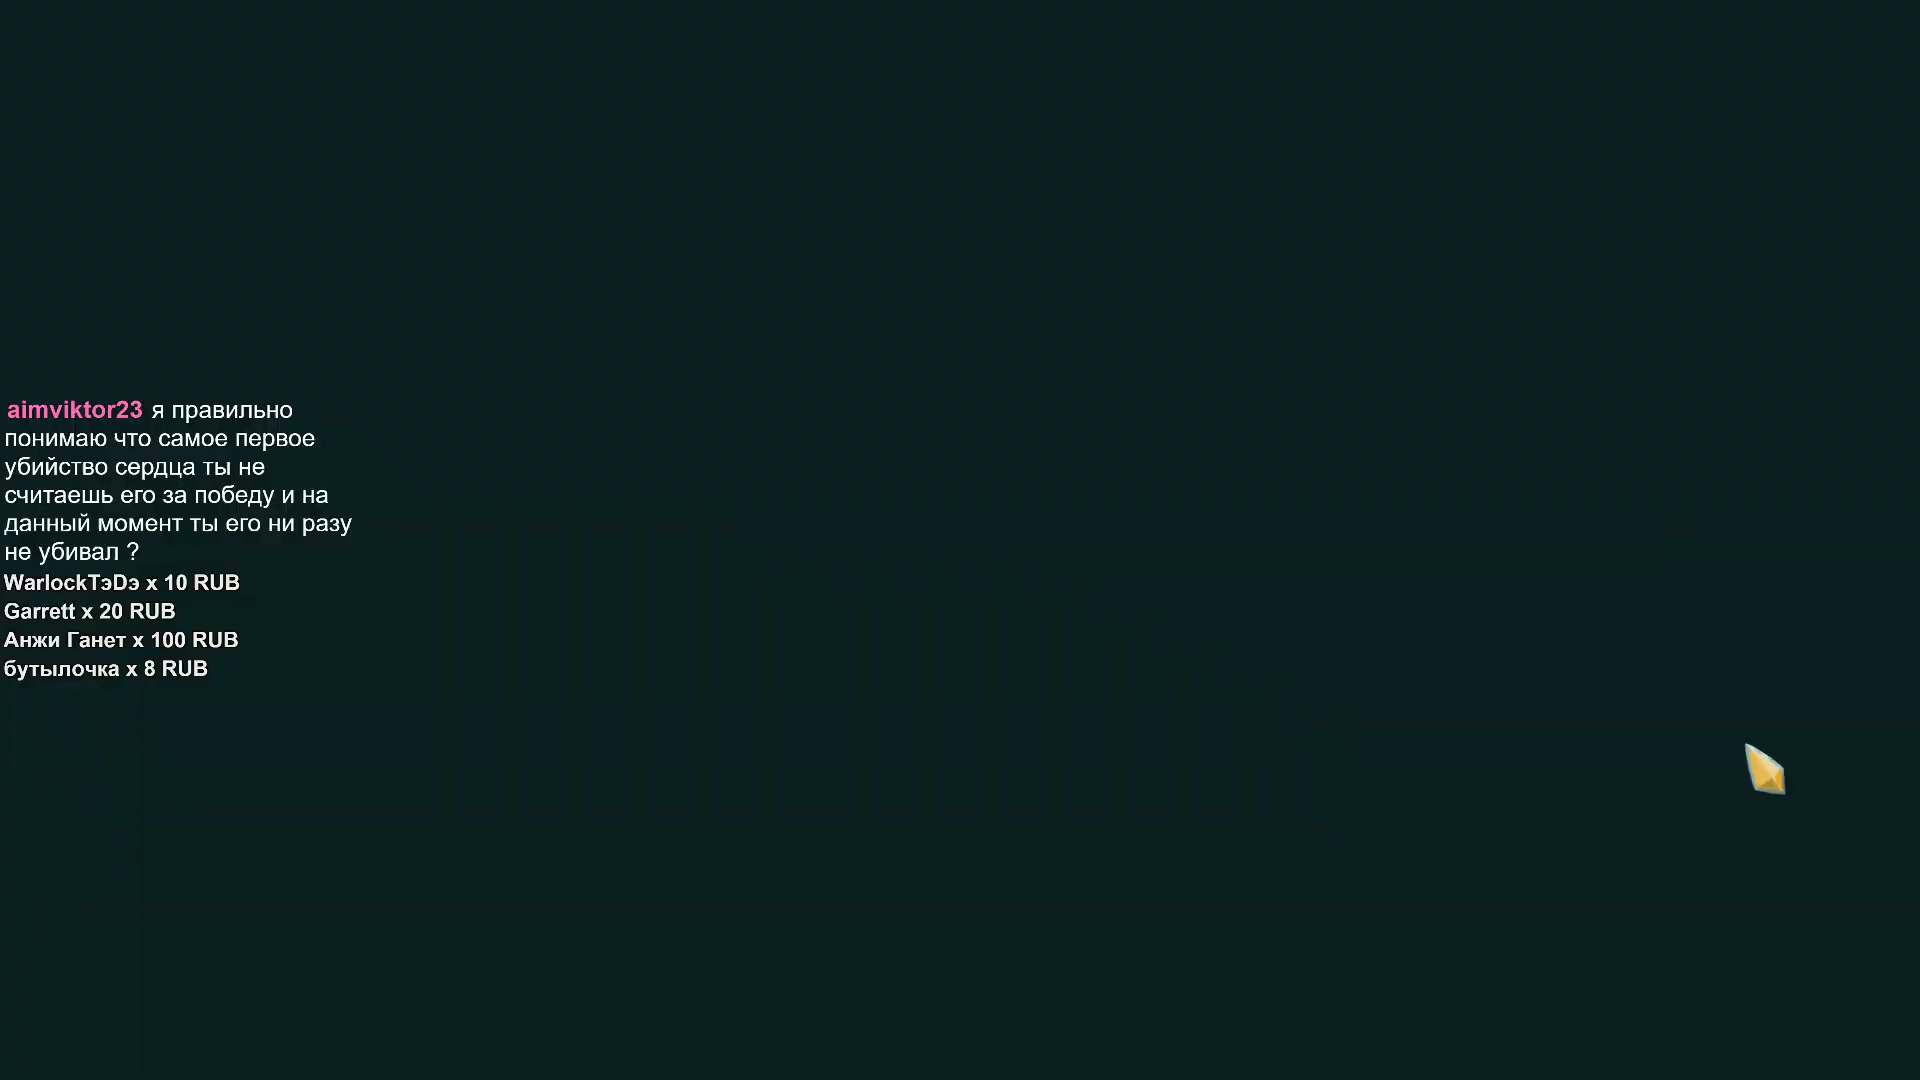 aimviktor23 я правильно
понимаю что самое первое
убийство сердца ты не
считаешь его за победу и на
данный момент ты его ни разу
не убивал ?
WarlockТэDэ x 10 RUB
Garrett x 20 RUB
Анжи Ганет x 100 RUB
бутылочка x 8 RUB